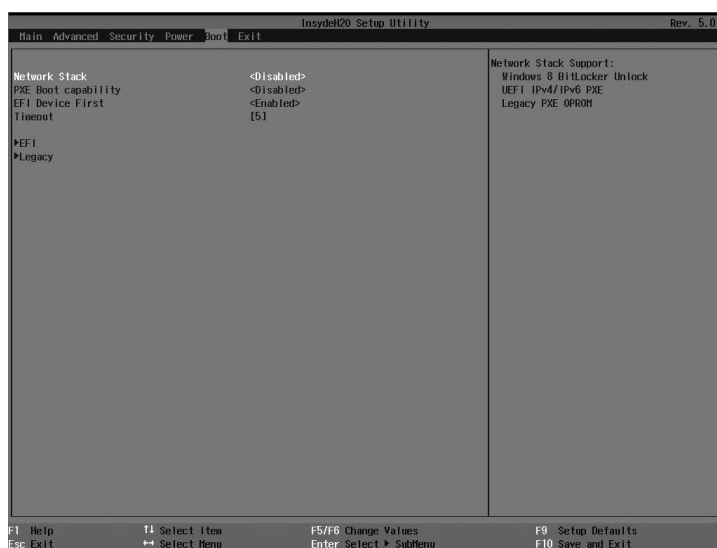 InsydeH2O Setup Utility Rev. 5.0
Main Advanced Security Power Boot Exit
Network Stack <Disabled>
PXE Boot capability <Disabled>
EFI Device First <Enabled>
Timeout [5]
▶EFI
▶Legacy
Network Stack Support:
Windows 8 BitLocker Unlock
UEFI IPv4/IPv6 PXE
Legacy PXE OPROM
F1 Help ↑↓ Select Item F5/F6 Change Values F9 Setup Defaults
Esc Exit ↔ Select Menu Enter Select ▶ SubMenu F10 Save and Exit